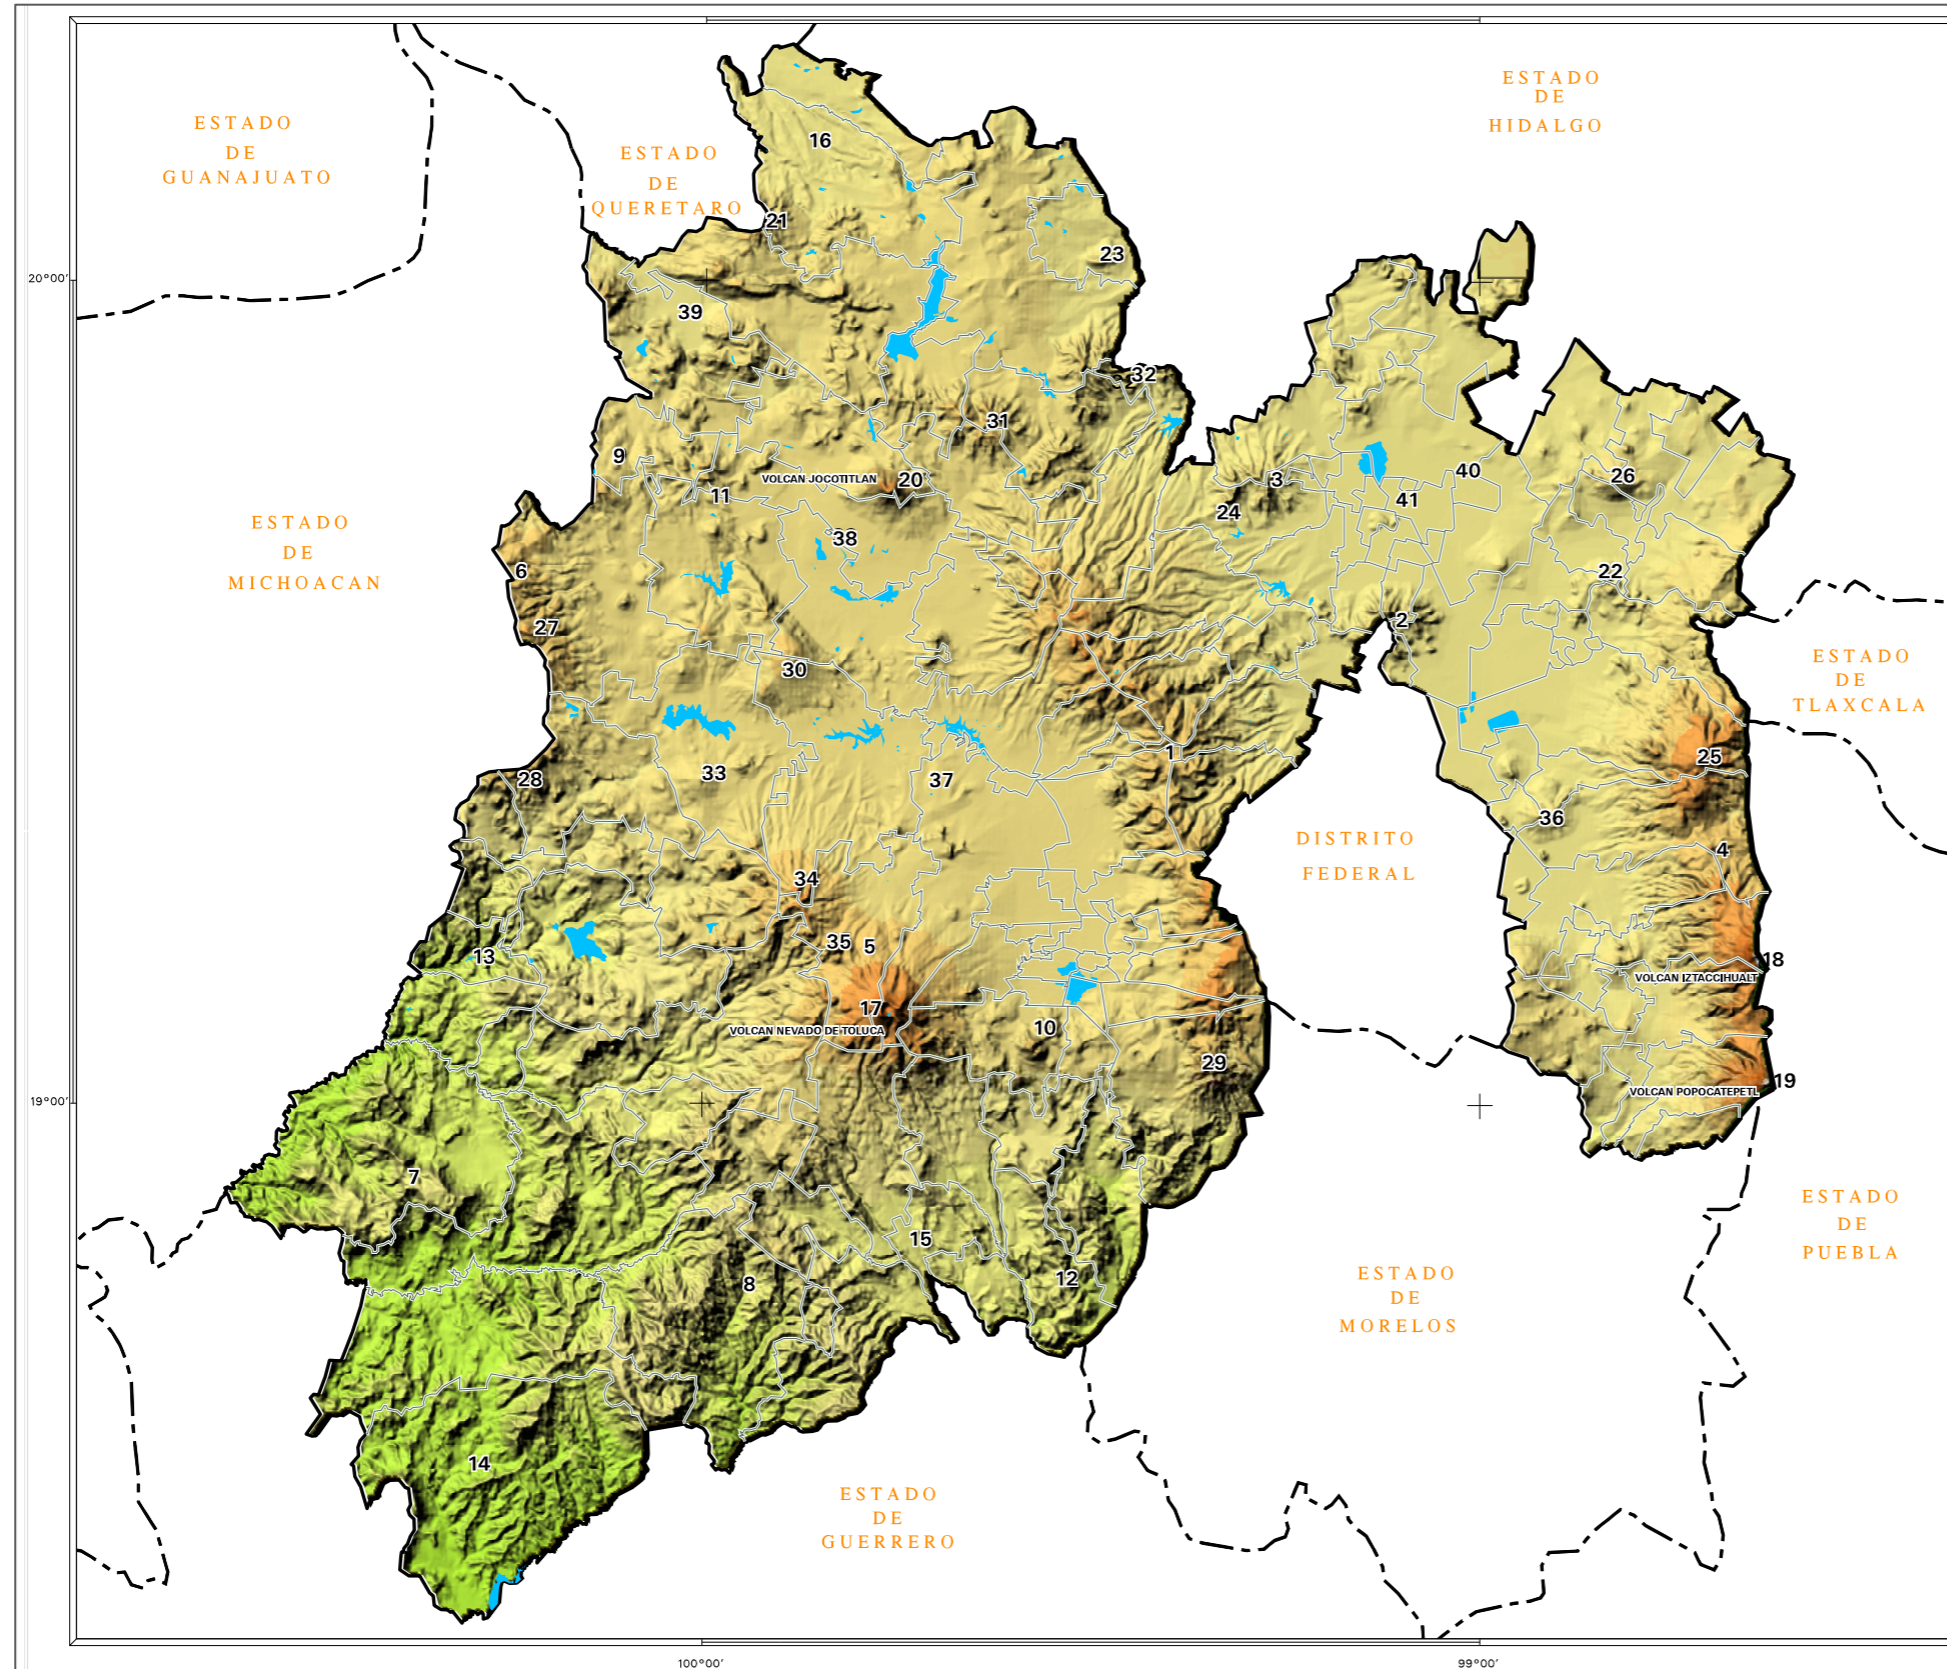 ESTADO
DE
HIDALGO
ESTADO
DE
GUANAJUATO
ESTADO
DE
QUERETARO
16
21
23
20°00'
39
32
31
9
VOLCAN JOCOTITLAN
20
11
3
40
41
26
24
38
ESTADO
DE
MICHOACAN
6
22
27
2
30
ESTADO
DE
TLAXCALA
1
25
33
28
37
36
DISTRITO
FEDERAL
4
34
35
5
13
18
VOLCAN IZTACCIHUALT
17
VOLCAN NEVADO DE TOLUCA
10
29
19
VOLCAN POPOCATEPETL
19°00'
7
ESTADO
DE
PUEBLA
15
12
8
ESTADO
DE
MORELOS
14
ESTADO
DE
GUERRERO
100°00'
99°00'